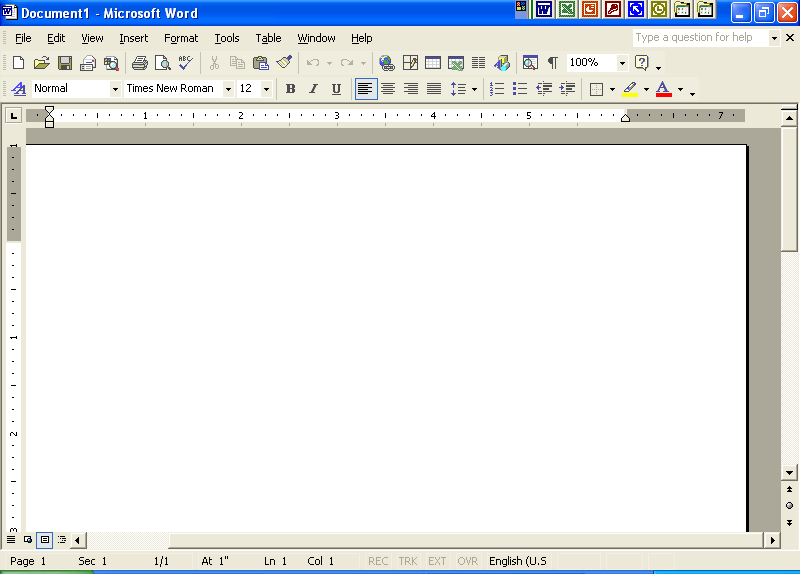 Document1 - Microsoft Word
File Edit View Insert Format Tools Table Window Help Type a question for help
100%
Normal Times New Roman 12 B I U
1 2 3 4 5 7
1
1
2
3
Page 1 Sec 1 1/1 At 1" Ln 1 Col 1 REC TRK EXT OVR English (U.S